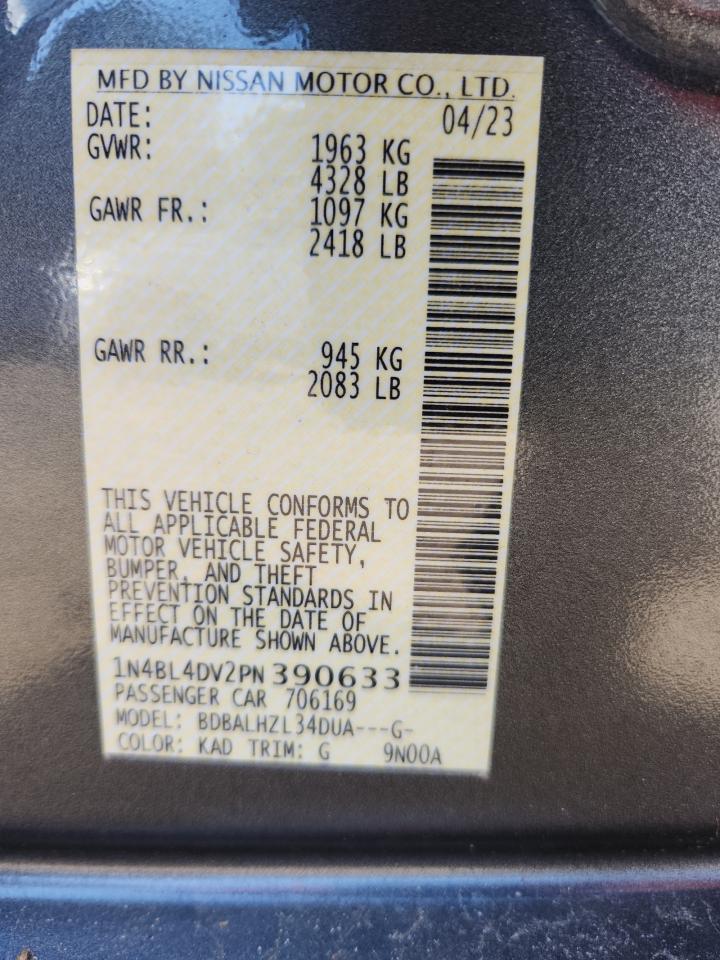 MFD BY NISSAN MOTOR CO., LTD.
DATE: 04/23
GVWR: 1963 KG
4328 LB
GAWR FR.: 1097 KG
2418 LB
GAWR RR.: 945 KG
2083 LB
THIS VEHICLE CONFORMS TO
ALL APPLICABLE FEDERAL
MOTOR VEHICLE SAFETY,
BUMPER, AND THEFT
PREVENTION STANDARDS IN
EFFECT ON THE DATE OF
MANUFACTURE SHOWN ABOVE.
1N4BL4DV2PN390633
PASSENGER CAR 706169
MODEL: BDBALHZL34DUA---G-
COLOR: KAD TRIM: G 9N00A